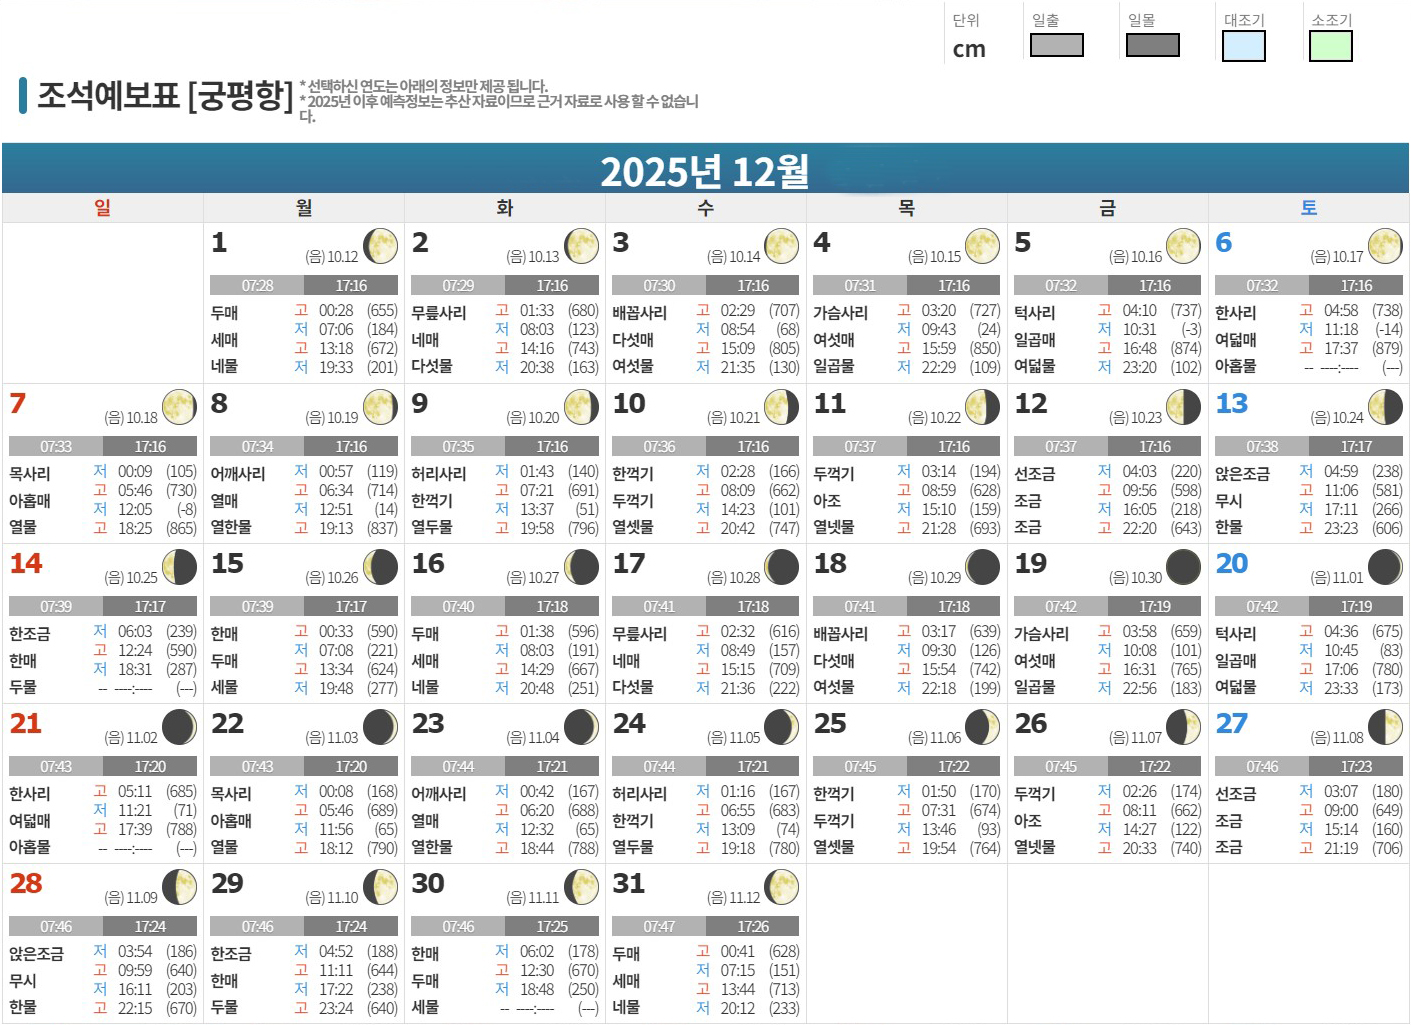 단위 일출 일몰 대조기 소조기
cm
조석예보표 [궁평항]
* 선택하신 연도는 아래의 정보만 제공 됩니다.
* 2025년 이후 예측정보는 추산 자료이므로 근거 자료로 사용 할 수 없습니
다.
2025년 12월
일 월 화 수 목 금 토
1 (음) 10.12
07:28 17:16
두매
세매
네물
고 00:28 (655)
저 07:06 (184)
고 13:18 (672)
저 19:33 (201)
2 (음) 10.13
07:29 17:16
무릎사리
네매
다섯물
고 01:33 (680)
저 08:03 (123)
고 14:16 (743)
저 20:38 (163)
3 (음) 10.14
07:30 17:16
배꼽사리
다섯매
여섯물
고 02:29 (707)
저 08:54 (68)
고 15:09 (805)
저 21:35 (130)
4 (음) 10.15
07:31 17:16
가슴사리
여섯매
일곱물
고 03:20 (727)
저 09:43 (24)
고 15:59 (850)
저 22:29 (109)
5 (음) 10.16
07:32 17:16
턱사리
일곱매
여덟물
고 04:10 (737)
저 10:31 (-3)
고 16:48 (874)
저 23:20 (102)
6 (음) 10.17
07:32 17:16
한사리
여덟매
아홉물
고 04:58 (738)
저 11:18 (-14)
고 17:37 (879)
-- ----:---- (---)
7 (음) 10.18
07:33 17:16
목사리
아홉매
열물
저 00:09 (105)
고 05:46 (730)
저 12:05 (-8)
고 18:25 (865)
8 (음) 10.19
07:34 17:16
어깨사리
열매
열한물
저 00:57 (119)
고 06:34 (714)
저 12:51 (14)
고 19:13 (837)
9 (음) 10.20
07:35 17:16
허리사리
한꺽기
열두물
저 01:43 (140)
고 07:21 (691)
저 13:37 (51)
고 19:58 (796)
10 (음) 10.21
07:36 17:16
한꺽기
두꺽기
열셋물
저 02:28 (166)
고 08:09 (662)
저 14:23 (101)
고 20:42 (747)
11 (음) 10.22
07:37 17:16
두꺽기
아조
열넷물
저 03:14 (194)
고 08:59 (628)
저 15:10 (159)
고 21:28 (693)
12 (음) 10.23
07:37 17:16
선조금
조금
조금
저 04:03 (220)
고 09:56 (598)
저 16:05 (218)
고 22:20 (643)
13 (음) 10.24
07:38 17:17
앉은조금
무시
한물
저 04:59 (238)
고 11:06 (581)
저 17:11 (266)
고 23:23 (606)
14 (음) 10.25
07:39 17:17
한조금
한매
두물
저 06:03 (239)
고 12:24 (590)
저 18:31 (287)
-- ----:---- (---)
15 (음) 10.26
07:39 17:17
한매
두매
세물
고 00:33 (590)
저 07:08 (221)
고 13:34 (624)
저 19:48 (277)
16 (음) 10.27
07:40 17:18
두매
세매
네물
고 01:38 (596)
저 08:03 (191)
고 14:29 (667)
저 20:48 (251)
17 (음) 10.28
07:41 17:18
무릎사리
네매
다섯물
고 02:32 (616)
저 08:49 (157)
고 15:15 (709)
저 21:36 (222)
18 (음) 10.29
07:41 17:18
배꼽사리
다섯매
여섯물
고 03:17 (639)
저 09:30 (126)
고 15:54 (742)
저 22:18 (199)
19 (음) 10.30
07:42 17:19
가슴사리
여섯매
일곱물
고 03:58 (659)
저 10:08 (101)
고 16:31 (765)
저 22:56 (183)
20 (음) 11.01
07:42 17:19
턱사리
일곱매
여덟물
고 04:36 (675)
저 10:45 (83)
고 17:06 (780)
저 23:33 (173)
21 (음) 11.02
07:43 17:20
한사리
여덟매
아홉물
고 05:11 (685)
저 11:21 (71)
고 17:39 (788)
-- ----:---- (---)
22 (음) 11.03
07:43 17:20
목사리
아홉매
열물
저 00:08 (168)
고 05:46 (689)
저 11:56 (65)
고 18:12 (790)
23 (음) 11.04
07:44 17:21
어깨사리
열매
열한물
저 00:42 (167)
고 06:20 (688)
저 12:32 (65)
고 18:44 (788)
24 (음) 11.05
07:44 17:21
허리사리
한꺽기
열두물
저 01:16 (167)
고 06:55 (683)
저 13:09 (74)
고 19:18 (780)
25 (음) 11.06
07:45 17:22
한꺽기
두꺽기
열셋물
저 01:50 (170)
고 07:31 (674)
저 13:46 (93)
고 19:54 (764)
26 (음) 11.07
07:45 17:22
두꺽기
아조
열넷물
저 02:26 (174)
고 08:11 (662)
저 14:27 (122)
고 20:33 (740)
27 (음) 11.08
07:46 17:23
선조금
조금
조금
저 03:07 (180)
고 09:00 (649)
저 15:14 (160)
고 21:19 (706)
28 (음) 11.09
07:46 17:24
앉은조금
무시
한물
저 03:54 (186)
고 09:59 (640)
저 16:11 (203)
고 22:15 (670)
29 (음) 11.10
07:46 17:24
한조금
한매
두물
저 04:52 (188)
고 11:11 (644)
저 17:22 (238)
고 23:24 (640)
30 (음) 11.11
07:46 17:25
한매
두매
세물
저 06:02 (178)
고 12:30 (670)
저 18:48 (250)
-- ----:---- (---)
31 (음) 11.12
07:47 17:26
두매
세매
네물
고 00:41 (628)
저 07:15 (151)
고 13:44 (713)
저 20:12 (233)